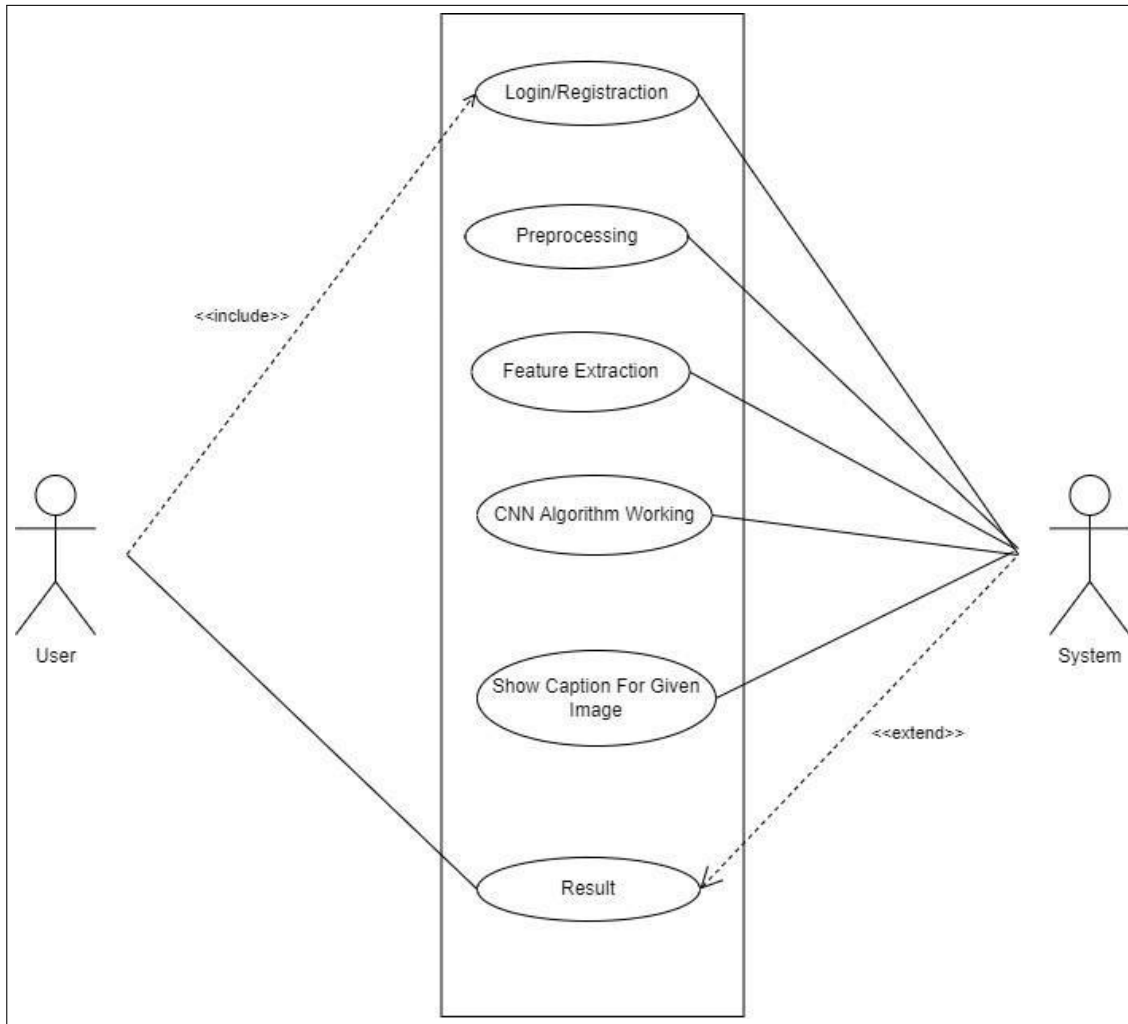 Login/Registraction
Preprocessing
<<include>>
Feature Extraction
CNN Algorithm Working
User
System
Show Caption For Given
Image
<<extend>>
Result